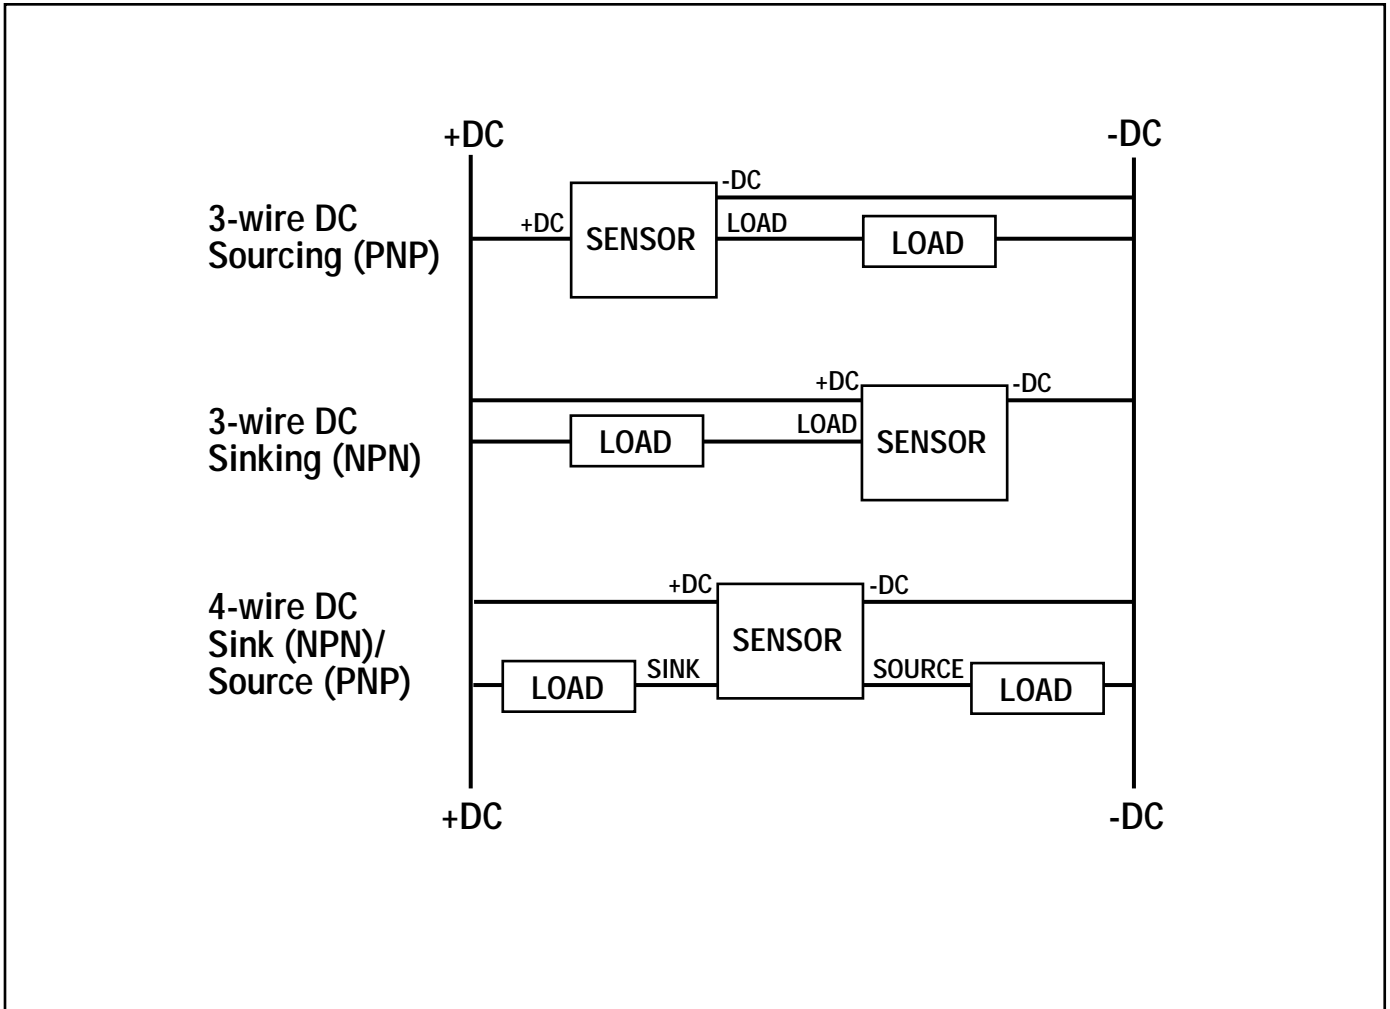 +DC
-DC
3-wire DC
Sourcing (PNP)
+DC
SENSOR
-DC
LOAD
LOAD
3-wire DC
Sinking (NPN)
LOAD
+DC
LOAD
SENSOR
-DC
4-wire DC
Sink (NPN)/
Source (PNP)
+DC
SENSOR
-DC
LOAD
SINK
SOURCE
LOAD
+DC
-DC